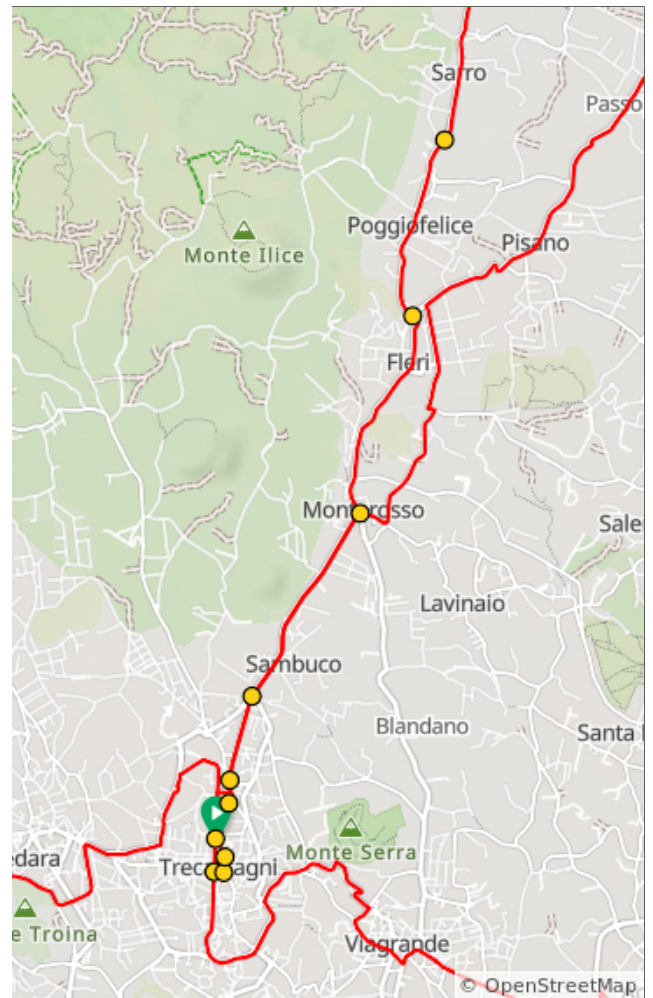 Sarro
Passo
Poggiofelice
Pisano
Monte Ilice
Fleri
Monterosso
Sale
Lavinaio
Sambuco
Blandano
Santa
Monte Serra
edara
Trecastagni
e Troina
Viagrande
© OpenStreetMap